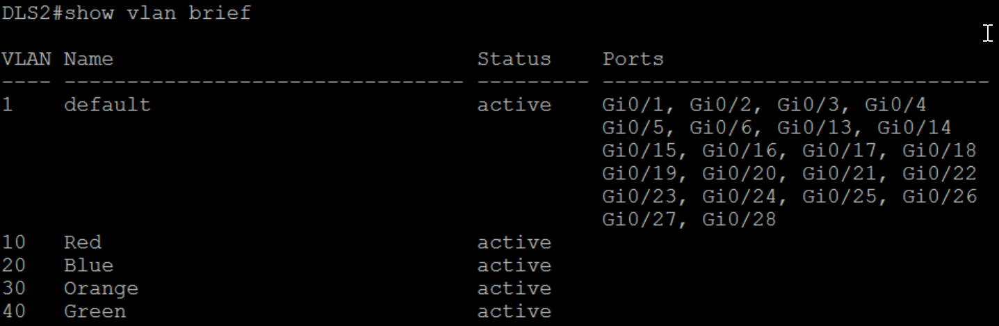 DLS2#show vlan brief
VLAN Name                             Status    Ports
---- -------------------------------- --------- -------------------------------
1    default                          active    Gi0/1, Gi0/2, Gi0/3, Gi0/4
                                                Gi0/5, Gi0/6, Gi0/13, Gi0/14
                                                Gi0/15, Gi0/16, Gi0/17, Gi0/18
                                                Gi0/19, Gi0/20, Gi0/21, Gi0/22
                                                Gi0/23, Gi0/24, Gi0/25, Gi0/26
                                                Gi0/27, Gi0/28
10   Red                              active
20   Blue                             active
30   Orange                           active
40   Green                            active